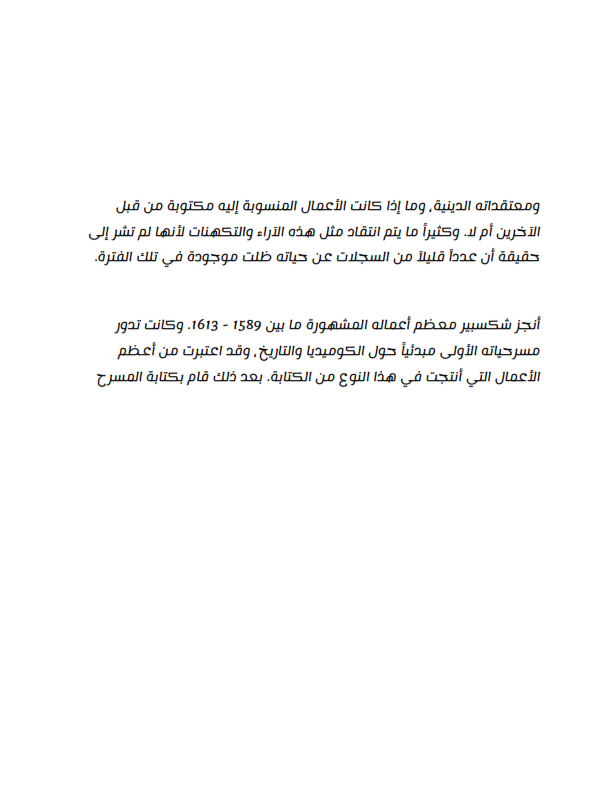 ومعتقداته الدينية، وما إذا كانت الأعمال المنسوبة إليه مكتوبة من قبل
الآخرين أم لا. وكثيراً ما يتم انتقاد مثل هذه الآراء والتكهنات لأنها لم تشر إلى
حقيقة أن عدداً قليلاً من السجلات عن حياته ظلت موجودة في تلك الفترة.
أنجز شكسبير معظم أعماله المشهورة ما بين 1589 - 1613. وكانت تدور
مسرحياته الأولى مبدئياً حول الكوميديا والتاريخ، وقد اعتبرت من أعظم
الأعمال التي أنتجت في هذا النوع من الكتابة. بعد ذلك قام بكتابة المسرح